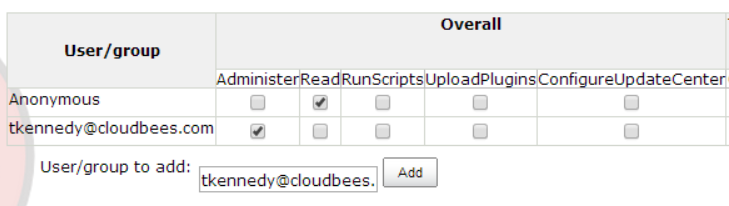 User/group
Overall
Administer Read RunScripts UploadPlugins ConfigureUpdateCenter
Anonymous
tkennedy@cloudbees.com
User/group to add: tkennedy@cloudbees. Add